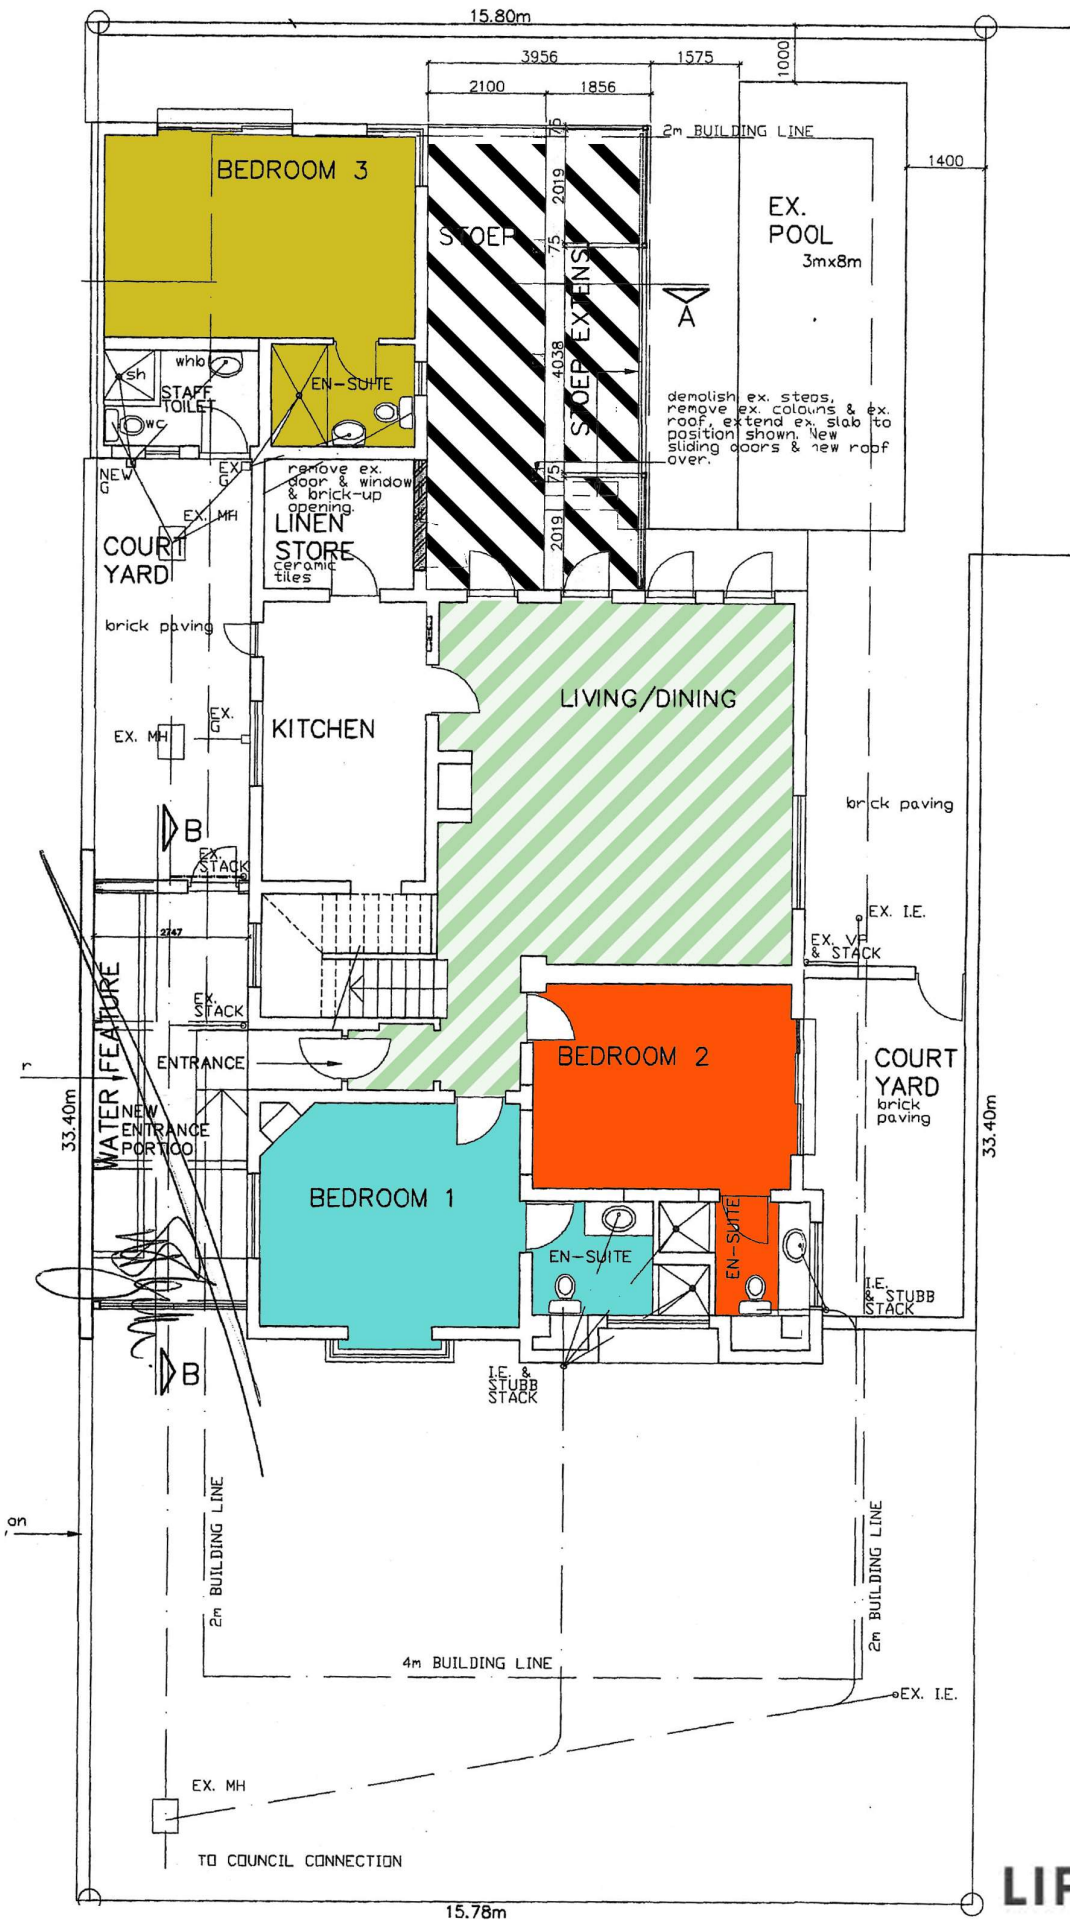 15.80m
3956
1575
1000
2100
1856
75
2m BUILDING LINE
BEDROOM 3
1400
2019
EX.
POOL
3mx8m
STOEP
75
STOEP EXTENS
A
4038
whb
sh
STAFF
TOILET
wc
EN-SUITE
demolish ex. steps,
remove ex. coloums & ex.
roof, extend ex. slab to
position shown. New
sliding doors & new roof
over.
NEW
G
EX.
G
remove ex.
door & window
& brick-up
opening.
75
EX. MH
LINEN
STORE
ceramic
tiles
2019
COURT
YARD
brick paving
LIVING/DINING
KITCHEN
EX.
G
EX. MH
brick paving
B
EX.
STACK
2747
EX. I.E.
EX. VP
& STACK
WATER FEATURE
EX.
STACK
ENTRANCE
BEDROOM 2
COURT
YARD
brick
paving
33.40m
33.40m
NEW
ENTRANCE
PORTICO
BEDROOM 1
EN-SUITE
EN-SUITE
I.E.
& STUBB
STACK
B
I.E. &
STUBB
STACK
2m BUILDING LINE
2m BUILDING LINE
an
4m BUILDING LINE
EX. I.E.
EX. MH
TO COUNCIL CONNECTION
LIF
15.78m